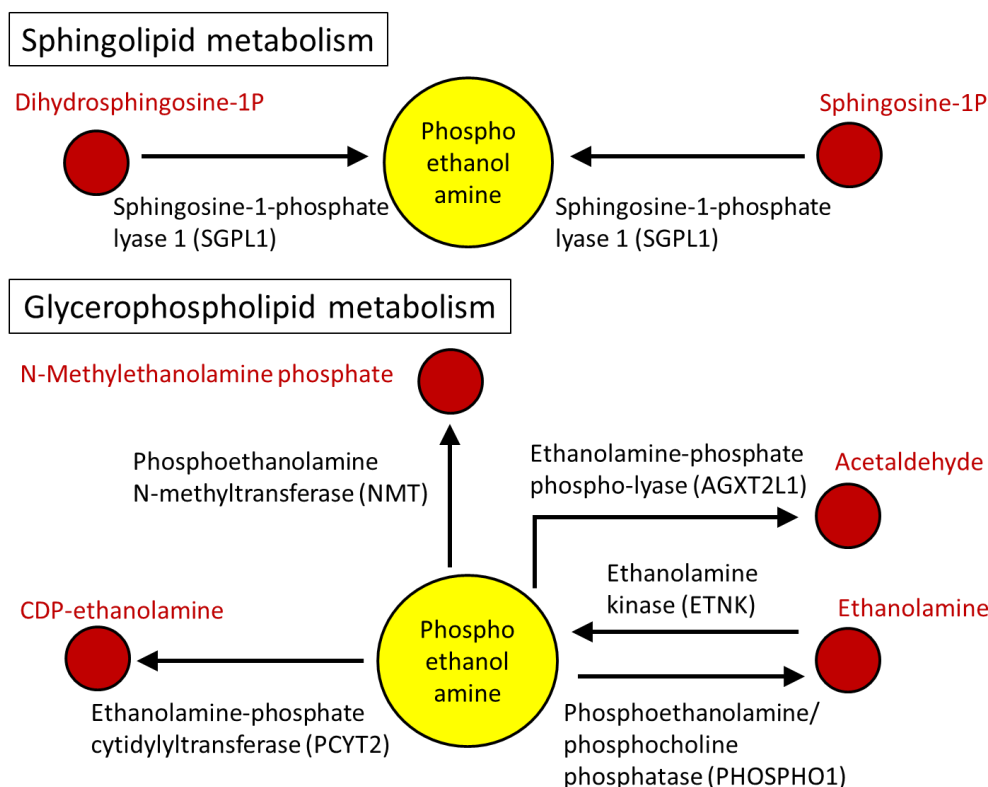 Sphingolipid metabolism
Dihydrosphingosine-1P
Sphingosine-1P
Phospho
ethanol
amine
Sphingosine-1-phosphate
lyase 1 (SGPL1)
Sphingosine-1-phosphate
lyase 1 (SGPL1)
Glycerophospholipid metabolism
N-Methylethanolamine phosphate
Phosphoethanolamine
N-methyltransferase (NMT)
Ethanolamine-phosphate
phospho-lyase (AGXT2L1)
Acetaldehyde
Ethanolamine
kinase (ETNK)
CDP-ethanolamine
Ethanolamine
Phospho
ethanol
amine
Ethanolamine-phosphate
cytidylyltransferase (PCYT2)
Phosphoethanolamine/
phosphocholine
phosphatase (PHOSPHO1)